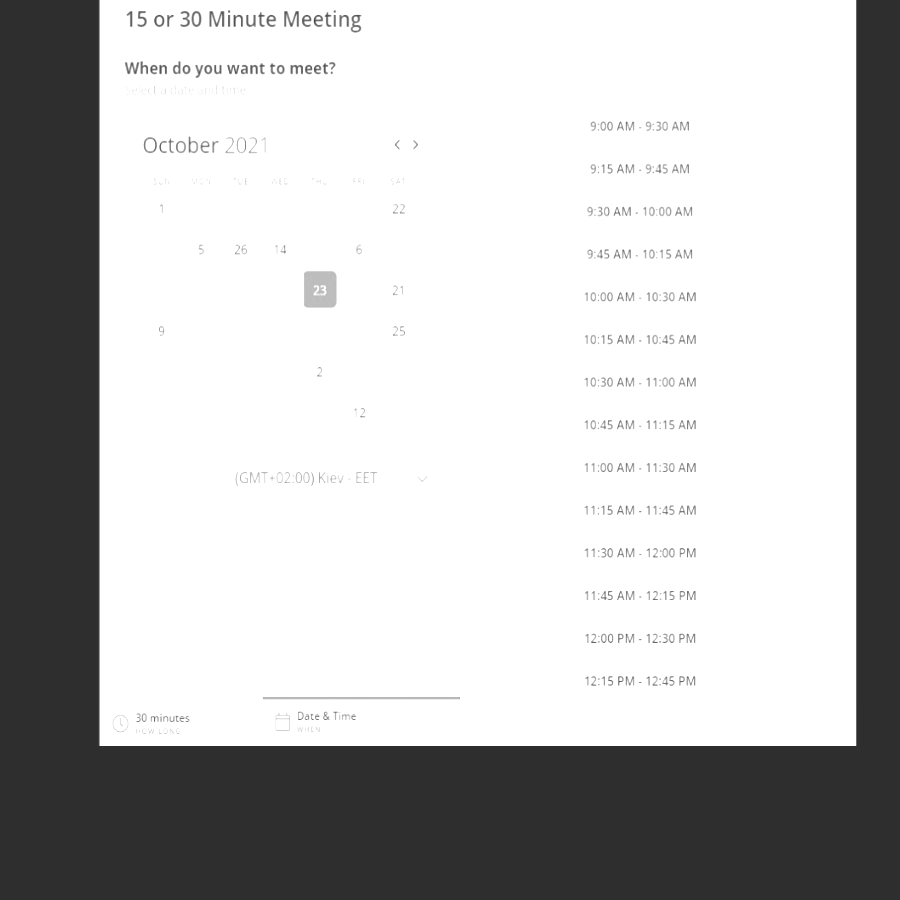 15 or 30 Minute Meeting
When do you want to meet?
Select a date and time
October 2021
SUN MON TUE WED THU FRI SAT
1 22
5 26 14 6
23 21
9 25
2
12
(GMT+02:00) Kiev - EET
9:00 AM - 9:30 AM
9:15 AM - 9:45 AM
9:30 AM - 10:00 AM
9:45 AM - 10:15 AM
10:00 AM - 10:30 AM
10:15 AM - 10:45 AM
10:30 AM - 11:00 AM
10:45 AM - 11:15 AM
11:00 AM - 11:30 AM
11:15 AM - 11:45 AM
11:30 AM - 12:00 PM
11:45 AM - 12:15 PM
12:00 PM - 12:30 PM
12:15 PM - 12:45 PM
30 minutes
HOW LONG
Date & Time
WHEN